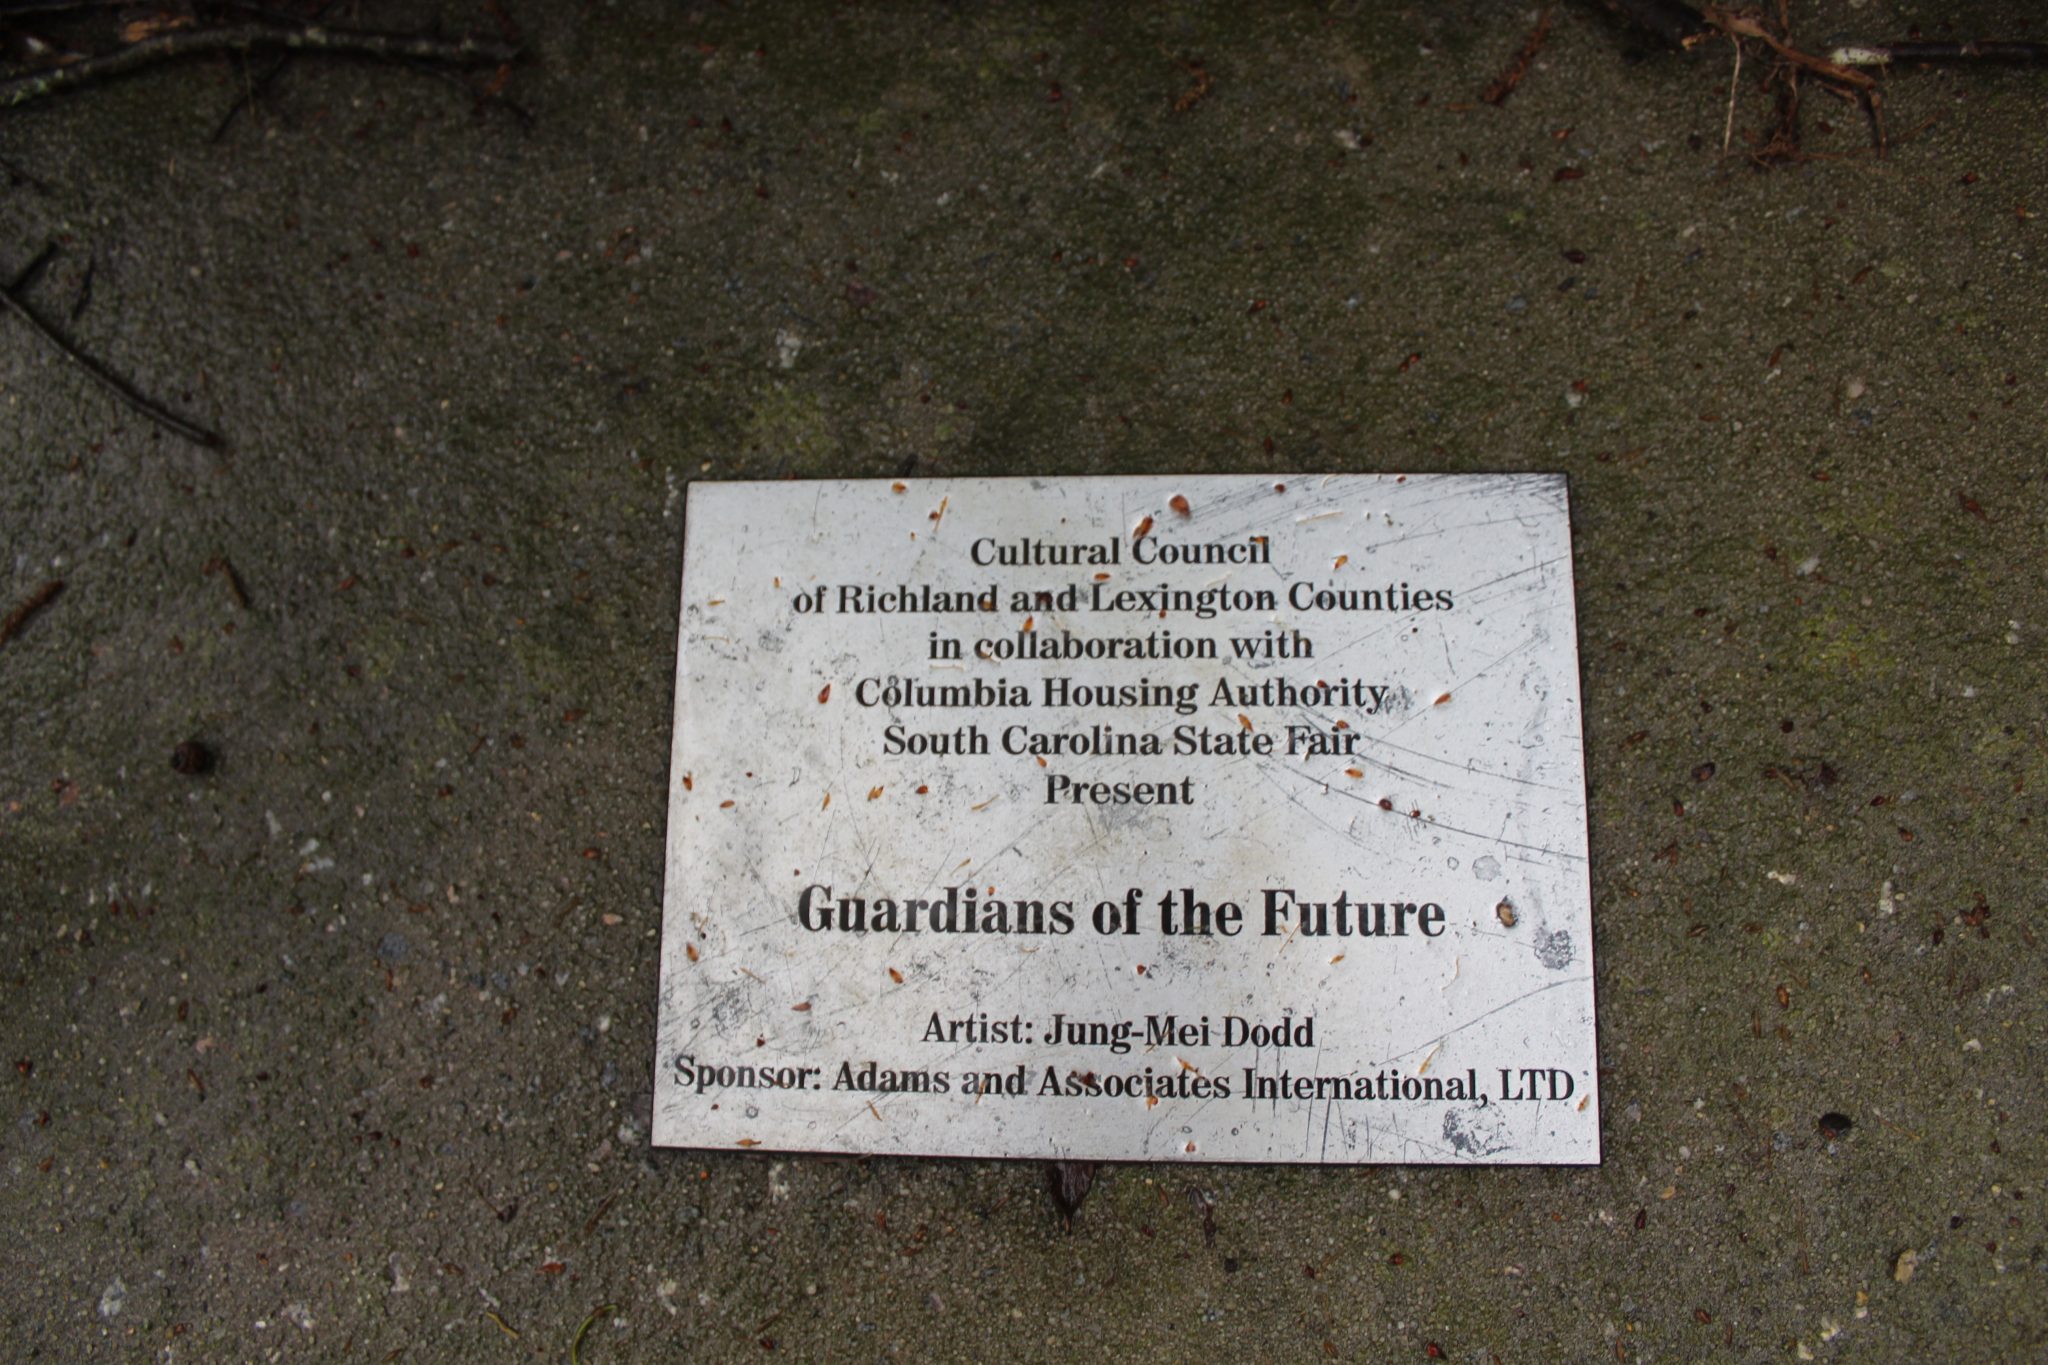 Cultural Council
of Richland and Lexington Counties
in collaboration with
Columbia Housing Authority
South Carolina State Fair
Present
Guardians of the Future
Artist: Jung-Mei Dodd
Sponsor: Adams and Associates International, LTD